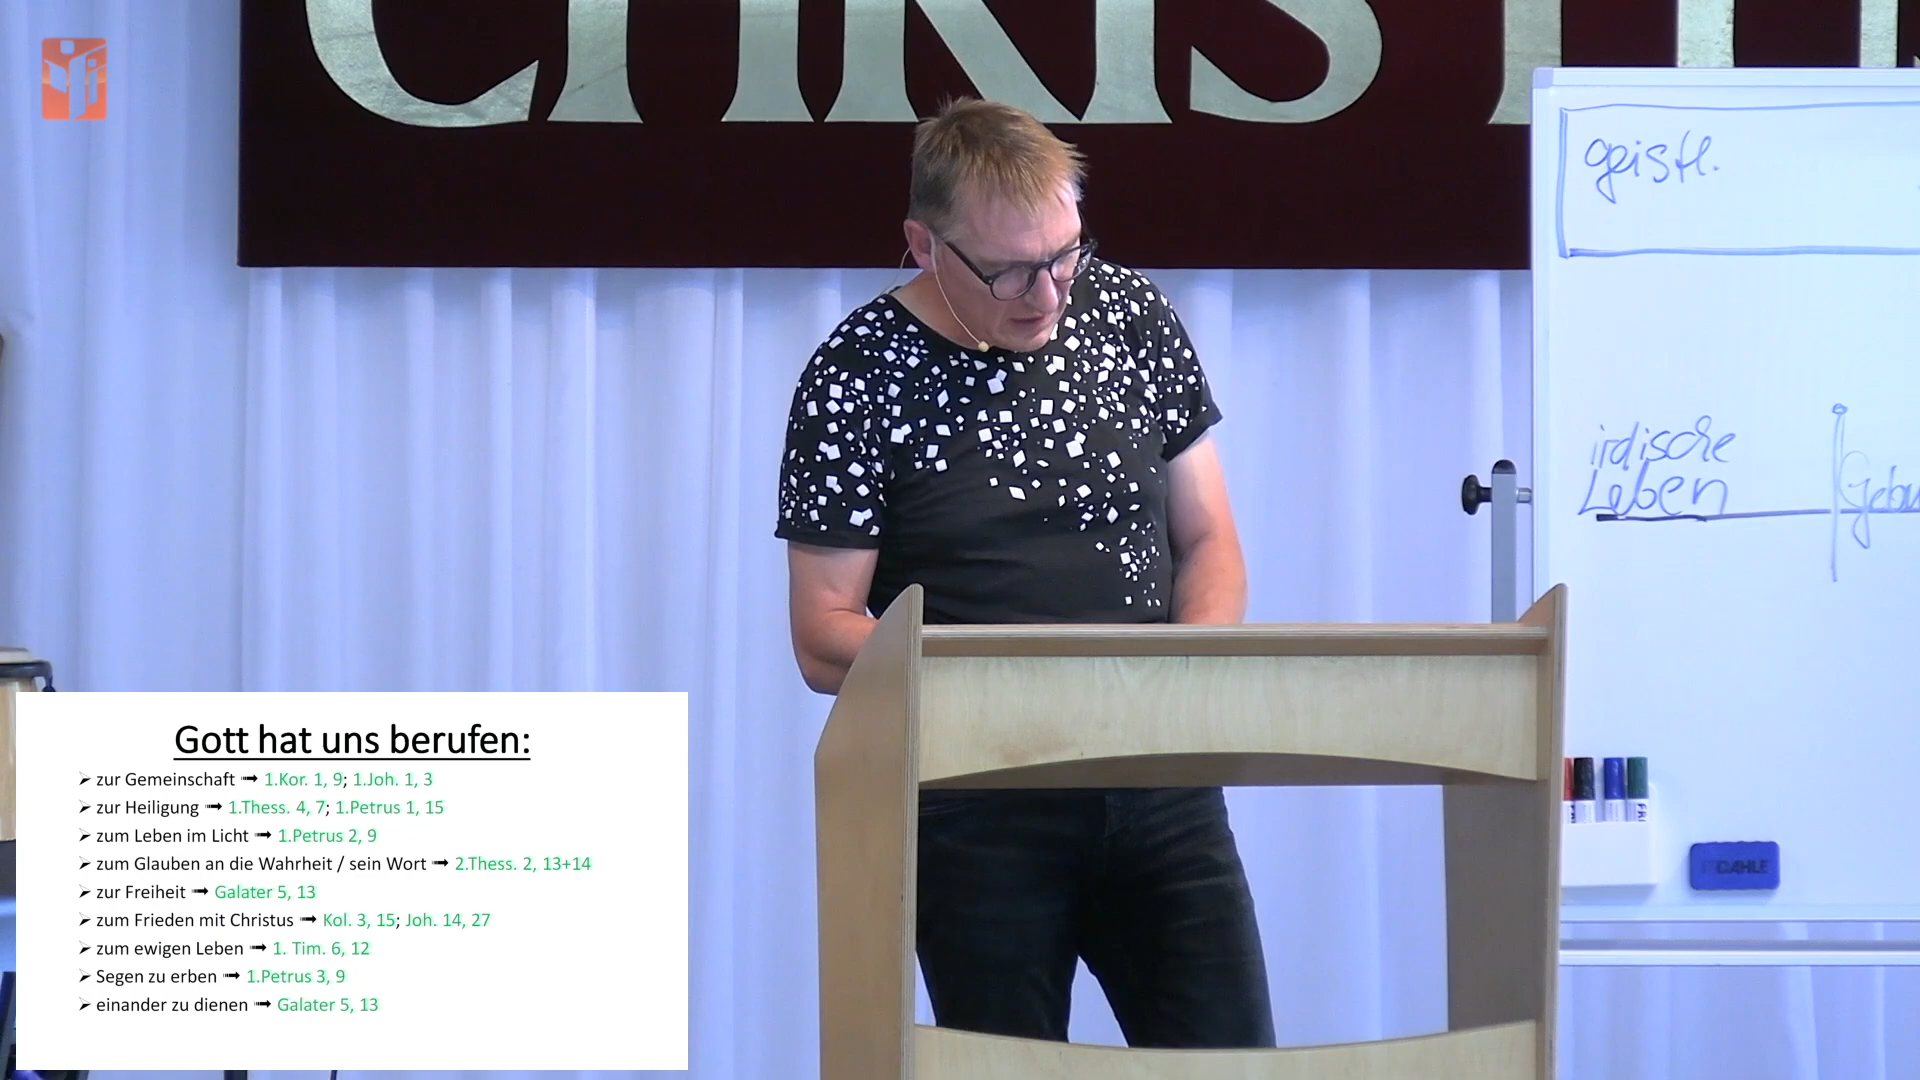 CHRIST
geistl.
irdische
Leben
Gebu
Gott hat uns berufen:
➢ zur Gemeinschaft ➟ 1.Kor. 1, 9; 1.Joh. 1, 3
➢ zur Heiligung ➟ 1.Thess. 4, 7; 1.Petrus 1, 15
➢ zum Leben im Licht ➟ 1.Petrus 2, 9
➢ zum Glauben an die Wahrheit / sein Wort ➟ 2.Thess. 2, 13+14
➢ zur Freiheit ➟ Galater 5, 13
➢ zum Frieden mit Christus ➟ Kol. 3, 15; Joh. 14, 27
➢ zum ewigen Leben ➟ 1. Tim. 6, 12
➢ Segen zu erben ➟ 1.Petrus 3, 9
➢ einander zu dienen ➟ Galater 5, 13
DAHLE